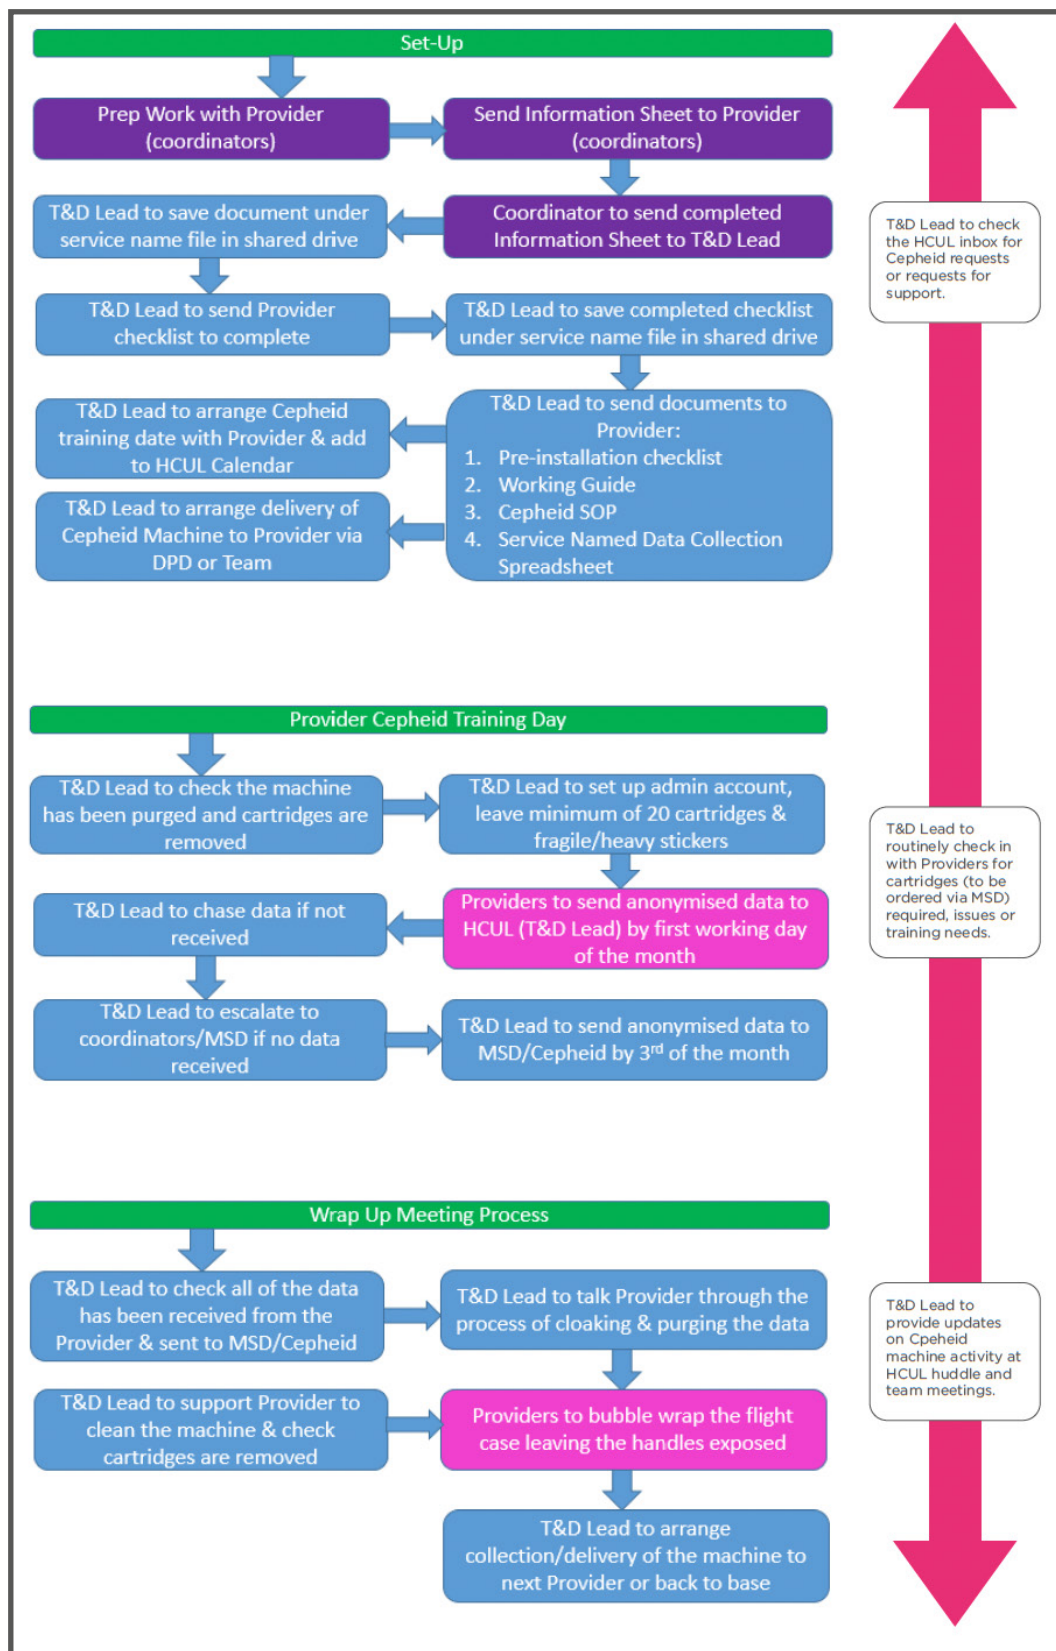 Set-Up
Prep Work with Provider
(coordinators)
Send Information Sheet to Provider
(coordinators)
T&D Lead to save document under
service name file in shared drive
Coordinator to send completed
Information Sheet to T&D Lead
T&D Lead to send Provider
checklist to complete
T&D Lead to save completed checklist
under service name file in shared drive
T&D Lead to arrange Cepheid
training date with Provider & add
to HCUL Calendar
T&D Lead to send documents to
Provider:
1. Pre-installation checklist
2. Working Guide
3. Cepheid SOP
4. Service Named Data Collection
Spreadsheet
T&D Lead to arrange delivery of
Cepheid Machine to Provider via
DPD or Team
T&D Lead to check
the HCUL inbox for
Cepheid requests
or requests for
support.
Provider Cepheid Training Day
T&D Lead to check the machine
has been purged and cartridges are
removed
T&D Lead to set up admin account,
leave minimum of 20 cartridges &
fragile/heavy stickers
T&D Lead to chase data if not
received
Providers to send anonymised data to
HCUL (T&D Lead) by first working day
of the month
T&D Lead to escalate to
coordinators/MSD if no data
received
T&D Lead to send anonymised data to
MSD/Cepheid by 3rd of the month
T&D Lead to
routinely check in
with Providers for
cartridges (to be
ordered via MSD)
required, issues or
training needs.
Wrap Up Meeting Process
T&D Lead to check all of the data
has been received from the
Provider & sent to MSD/Cepheid
T&D Lead to talk Provider through the
process of cloaking & purging the data
T&D Lead to support Provider to
clean the machine & check
cartridges are removed
Providers to bubble wrap the flight
case leaving the handles exposed
T&D Lead to arrange
collection/delivery of the machine to
next Provider or back to base
T&D Lead to
provide updates
on Cpeheid
machine activity at
HCUL huddle and
team meetings.